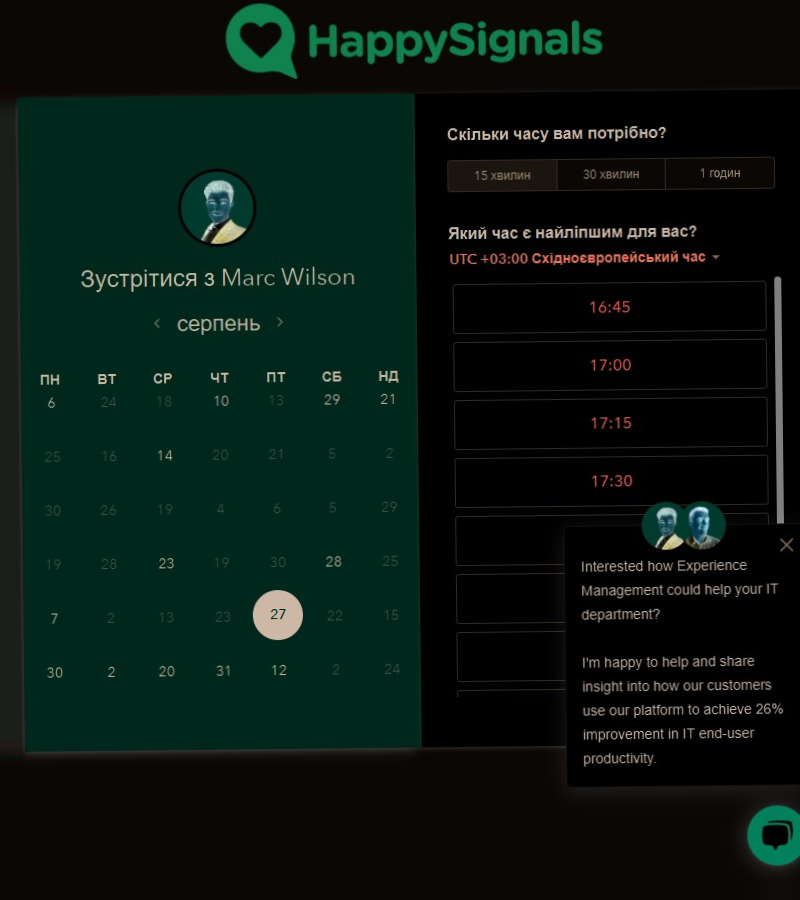 HappySignals
Зустрітися з Marc Wilson
серпень
ПН ВТ СР ЧТ ПТ СБ НД
6 24 18 10 13 29 21
25 16 14 20 21 5 2
30 26 19 4 6 5 29
19 28 23 19 30 28 25
7 2 13 23 27 22 15
30 2 20 31 12 2 24
Скільки часу вам потрібно?
15 хвилин 30 хвилин 1 годин
Який час є найліпшим для вас?
UTC +03:00 Східноєвропейський час
16:45
17:00
17:15
17:30
Interested how Experience
Management could help your IT
department?
I'm happy to help and share
insight into how our customers
use our platform to achieve 26%
improvement in IT end-user
productivity.